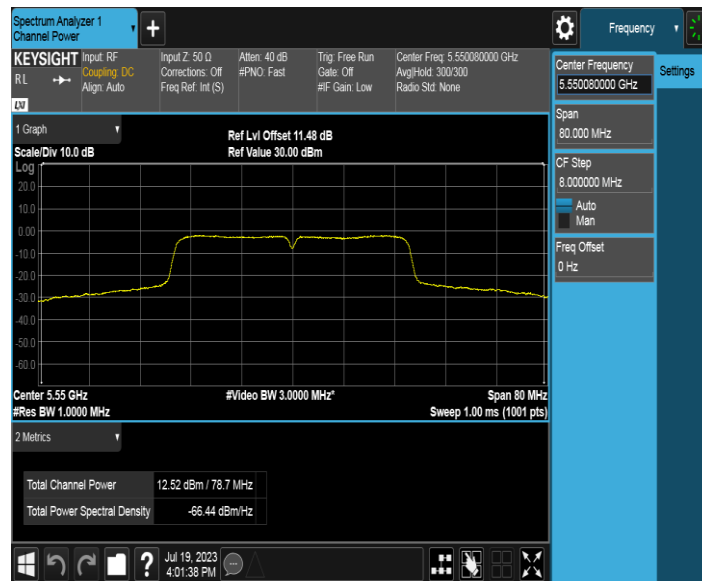 Spectrum Analyzer 1
Channel Power
+
Frequency
KEYSIGHT
RL
LXI
Input: RF
Coupling: DC
Align: Auto
Input Z: 50 Ω
Corrections: Off
Freq Ref: Int (S)
Atten: 40 dB
#PNO: Fast
Trig: Free Run
Gate: Off
#IF Gain: Low
Center Freq: 5.550080000 GHz
Avg|Hold: 300/300
Radio Std: None
Center Frequency
5.550080000 GHz
Settings
Span
80.000 MHz
CF Step
8.000000 MHz
Auto
Man
Freq Offset
0 Hz
1 Graph
Scale/Div 10.0 dB
Ref Lvl Offset 11.48 dB
Ref Value 30.00 dBm
Log
20.0
10.0
0.00
-10.0
-20.0
-30.0
-40.0
-50.0
-60.0
Center 5.55 GHz
#Video BW 3.0000 MHz*
Span 80 MHz
#Res BW 1.0000 MHz
Sweep 1.00 ms (1001 pts)
2 Metrics
Total Channel Power 12.52 dBm / 78.7 MHz
Total Power Spectral Density -66.44 dBm/Hz
?
Jul 19, 2023
4:01:38 PM